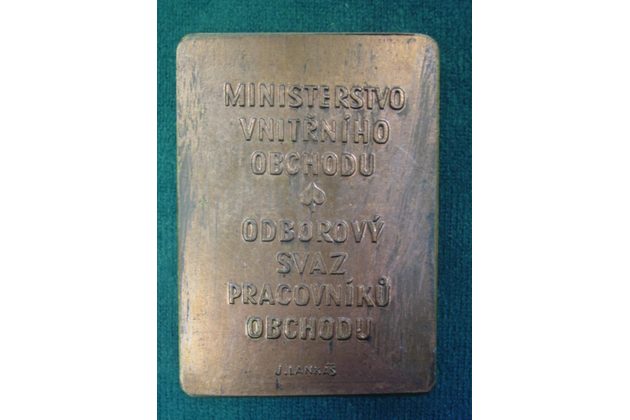 MINISTERSTVO
VNITŘNÍHO
OBCHODU
ODBOROVÝ
SVAZ
PRACOVNÍKŮ
OBCHODU
J. LANKAŠ